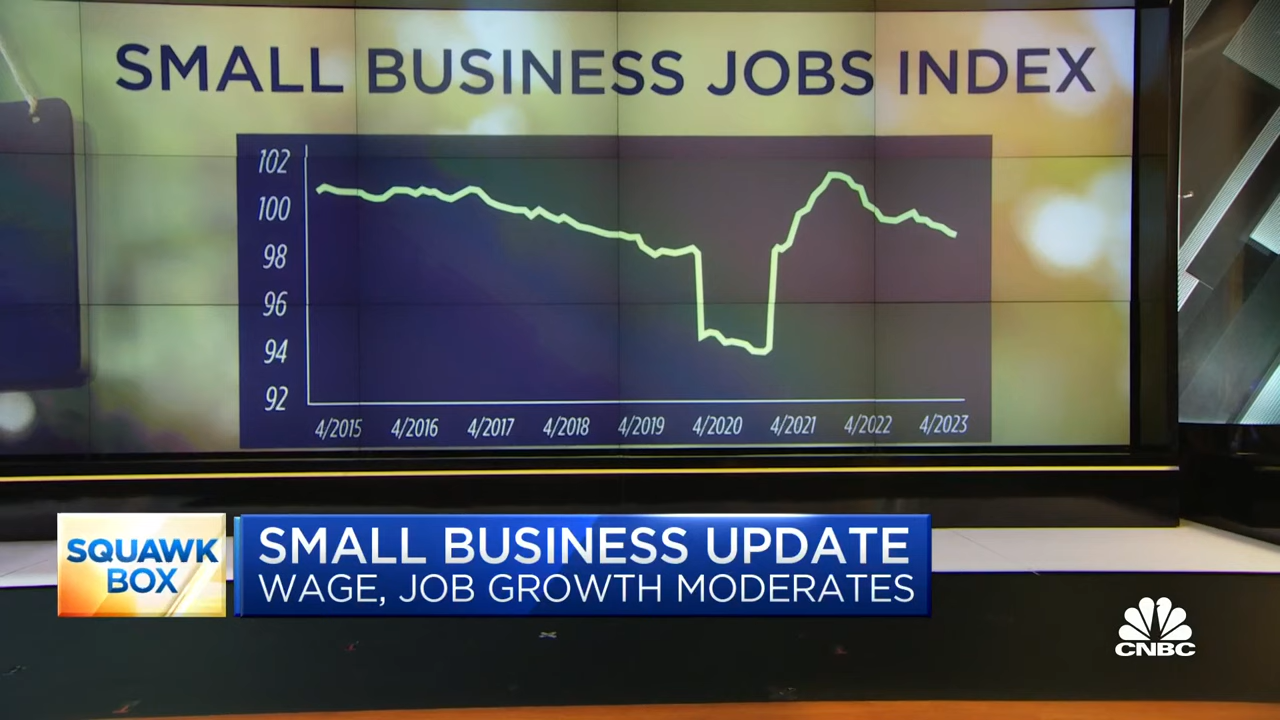 SMALL BUSINESS JOBS INDEX
102
100
98
96
94
92
4/2015 4/2016 4/2017 4/2018 4/2019 4/2020 4/2021 4/2022 4/2023
SQUAWK
BOX
SMALL BUSINESS UPDATE
WAGE, JOB GROWTH MODERATES
CNBC